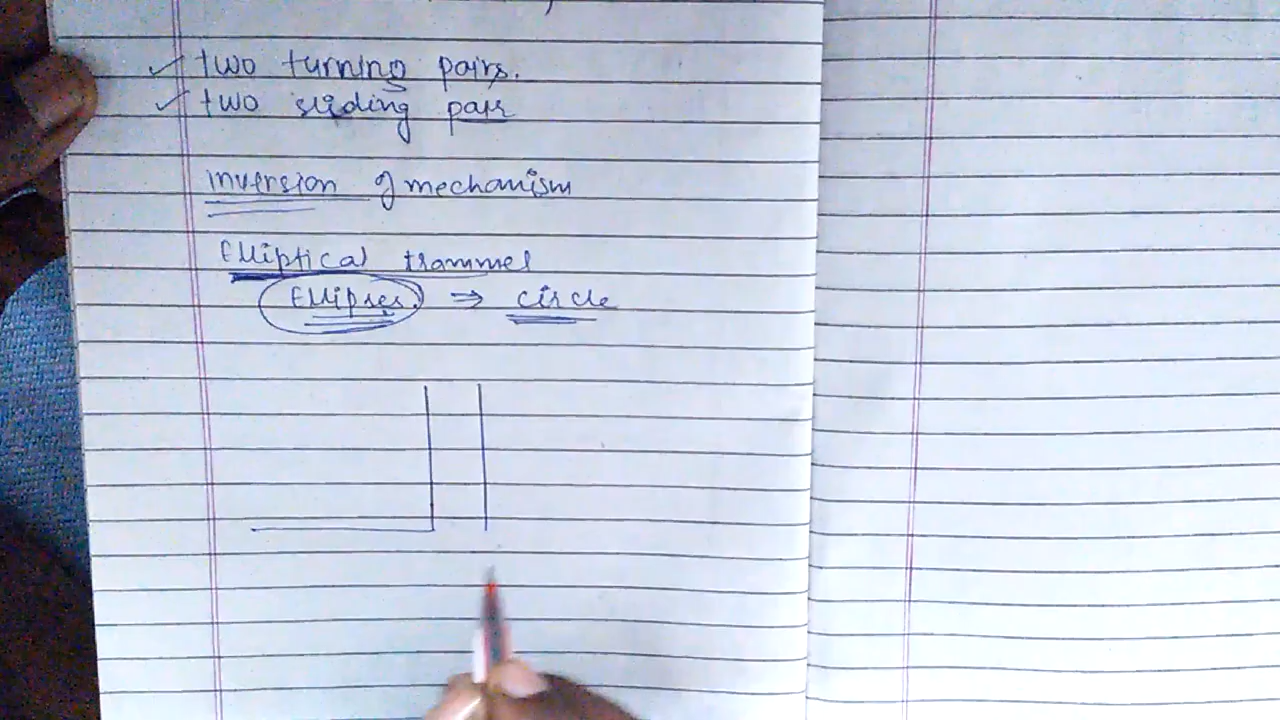 two turning pairs.
two sliding pair
inversion of mechanism
Elliptical trammel
Ellipses. ⇒ circle